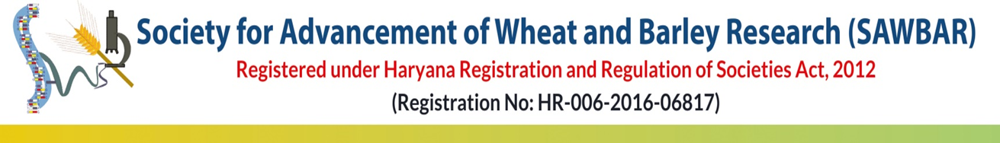 Society for Advancement of Wheat and Barley Research (SAWBAR)
Registered under Haryana Registration and Regulation of Societies Act, 2012
(Registration No: HR-006-2016-06817)